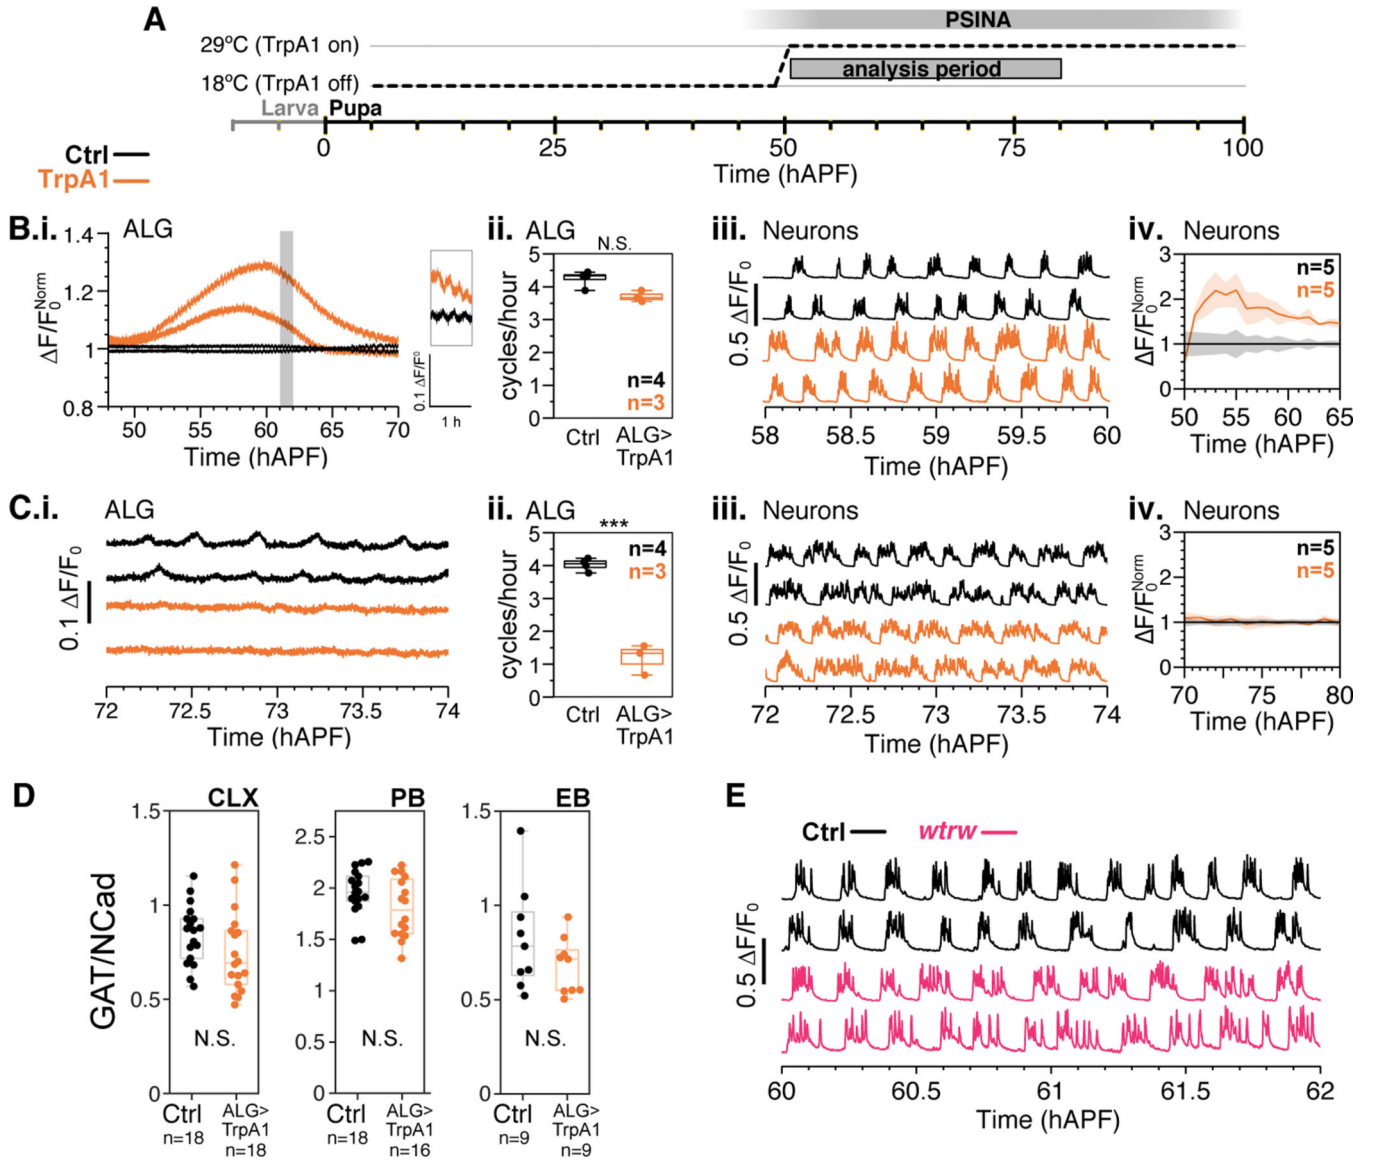 A
PSINA
29ºC (TrpA1 on)
18ºC (TrpA1 off)
analysis period
Larva Pupa
0 25 50 75 100
Time (hAPF)
Ctrl
TrpA1
B.i. ALG
1.4
1.2
1
0.8
ΔF/F0Norm
50 55 60 65 70
Time (hAPF)
0.1 ΔF/F0
1 h
ii. ALG
N.S.
5
4
3
2
1
0
cycles/hour
n=4
n=3
Ctrl ALG>
TrpA1
iii. Neurons
0.5 ΔF/F0
58 58.5 59 59.5 60
Time (hAPF)
iv. Neurons
3
2
1
0
ΔF/F0Norm
n=5
n=5
50 55 60 65
Time (hAPF)
C.i. ALG
0.1 ΔF/F0
72 72.5 73 73.5 74
Time (hAPF)
ii. ALG
***
5
4
3
2
1
0
cycles/hour
n=4
n=3
Ctrl ALG>
TrpA1
iii. Neurons
0.5 ΔF/F0
72 72.5 73 73.5 74
Time (hAPF)
iv. Neurons
3
2
1
0
ΔF/F0Norm
n=5
n=5
70 75 80
Time (hAPF)
D
GAT/NCad
CLX
1.5
1
0.5
0
N.S.
Ctrl
n=18
ALG>
TrpA1
n=18
PB
2.5
2
1.5
1
0.5
0
N.S.
Ctrl
n=18
ALG>
TrpA1
n=16
EB
1.5
1
0.5
0
N.S.
Ctrl
n=9
ALG>
TrpA1
n=9
E
Ctrl wtrw
0.5 ΔF/F0
60 60.5 61 61.5 62
Time (hAPF)